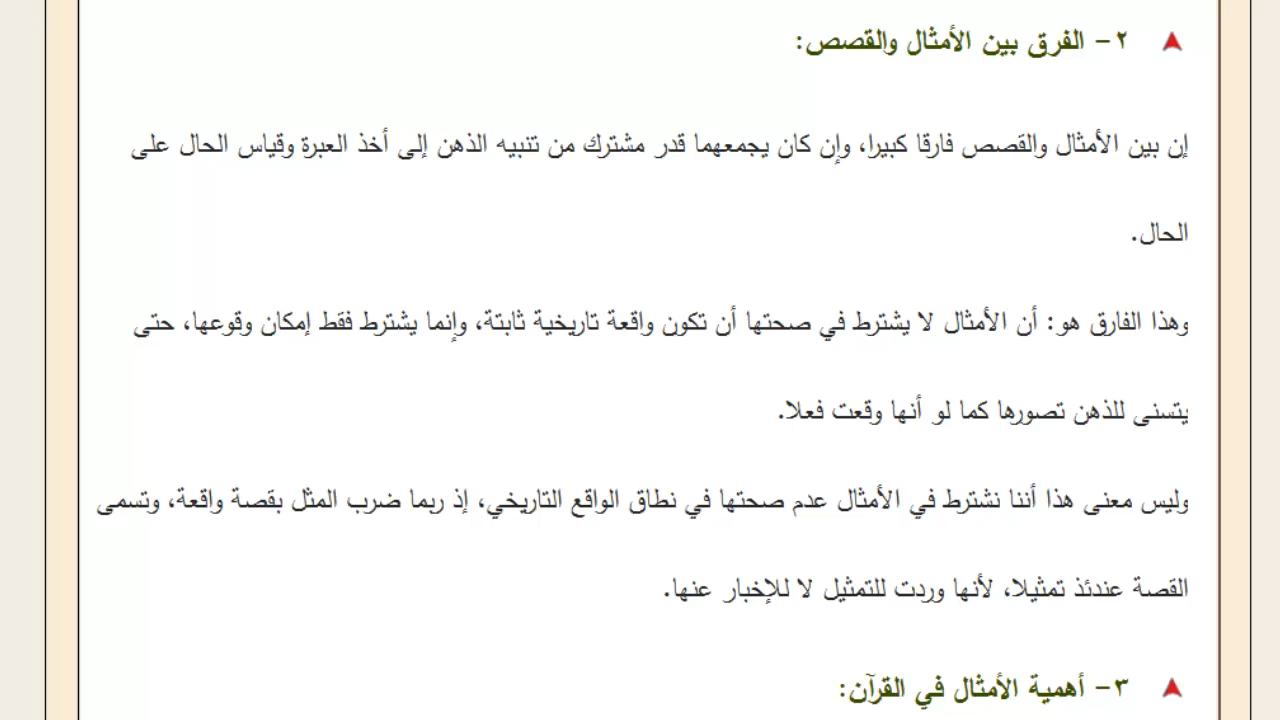 ٢- الفرق بين الأمثال والقصص:
إن بين الأمثال والقصص فارقا كبيرا، وإن كان يجمعهما قدر مشترك من تنبيه الذهن إلى أخذ العبرة وقياس الحال على
الحال.
وهذا الفارق هو: أن الأمثال لا يشترط في صحتها أن تكون واقعة تاريخية ثابتة، وإنما يشترط فقط إمكان وقوعها، حتى
يتسنى للذهن تصورها كما لو أنها وقعت فعلا.
وليس معنى هذا أننا نشترط في الأمثال عدم صحتها في نطاق الواقع التاريخي، إذ ربما ضرب المثل بقصة واقعة، وتسمى
القصة عندئذ تمثيلا، لأنها وردت للتمثيل لا للإخبار عنها.
٣- أهمية الأمثال في القرآن: